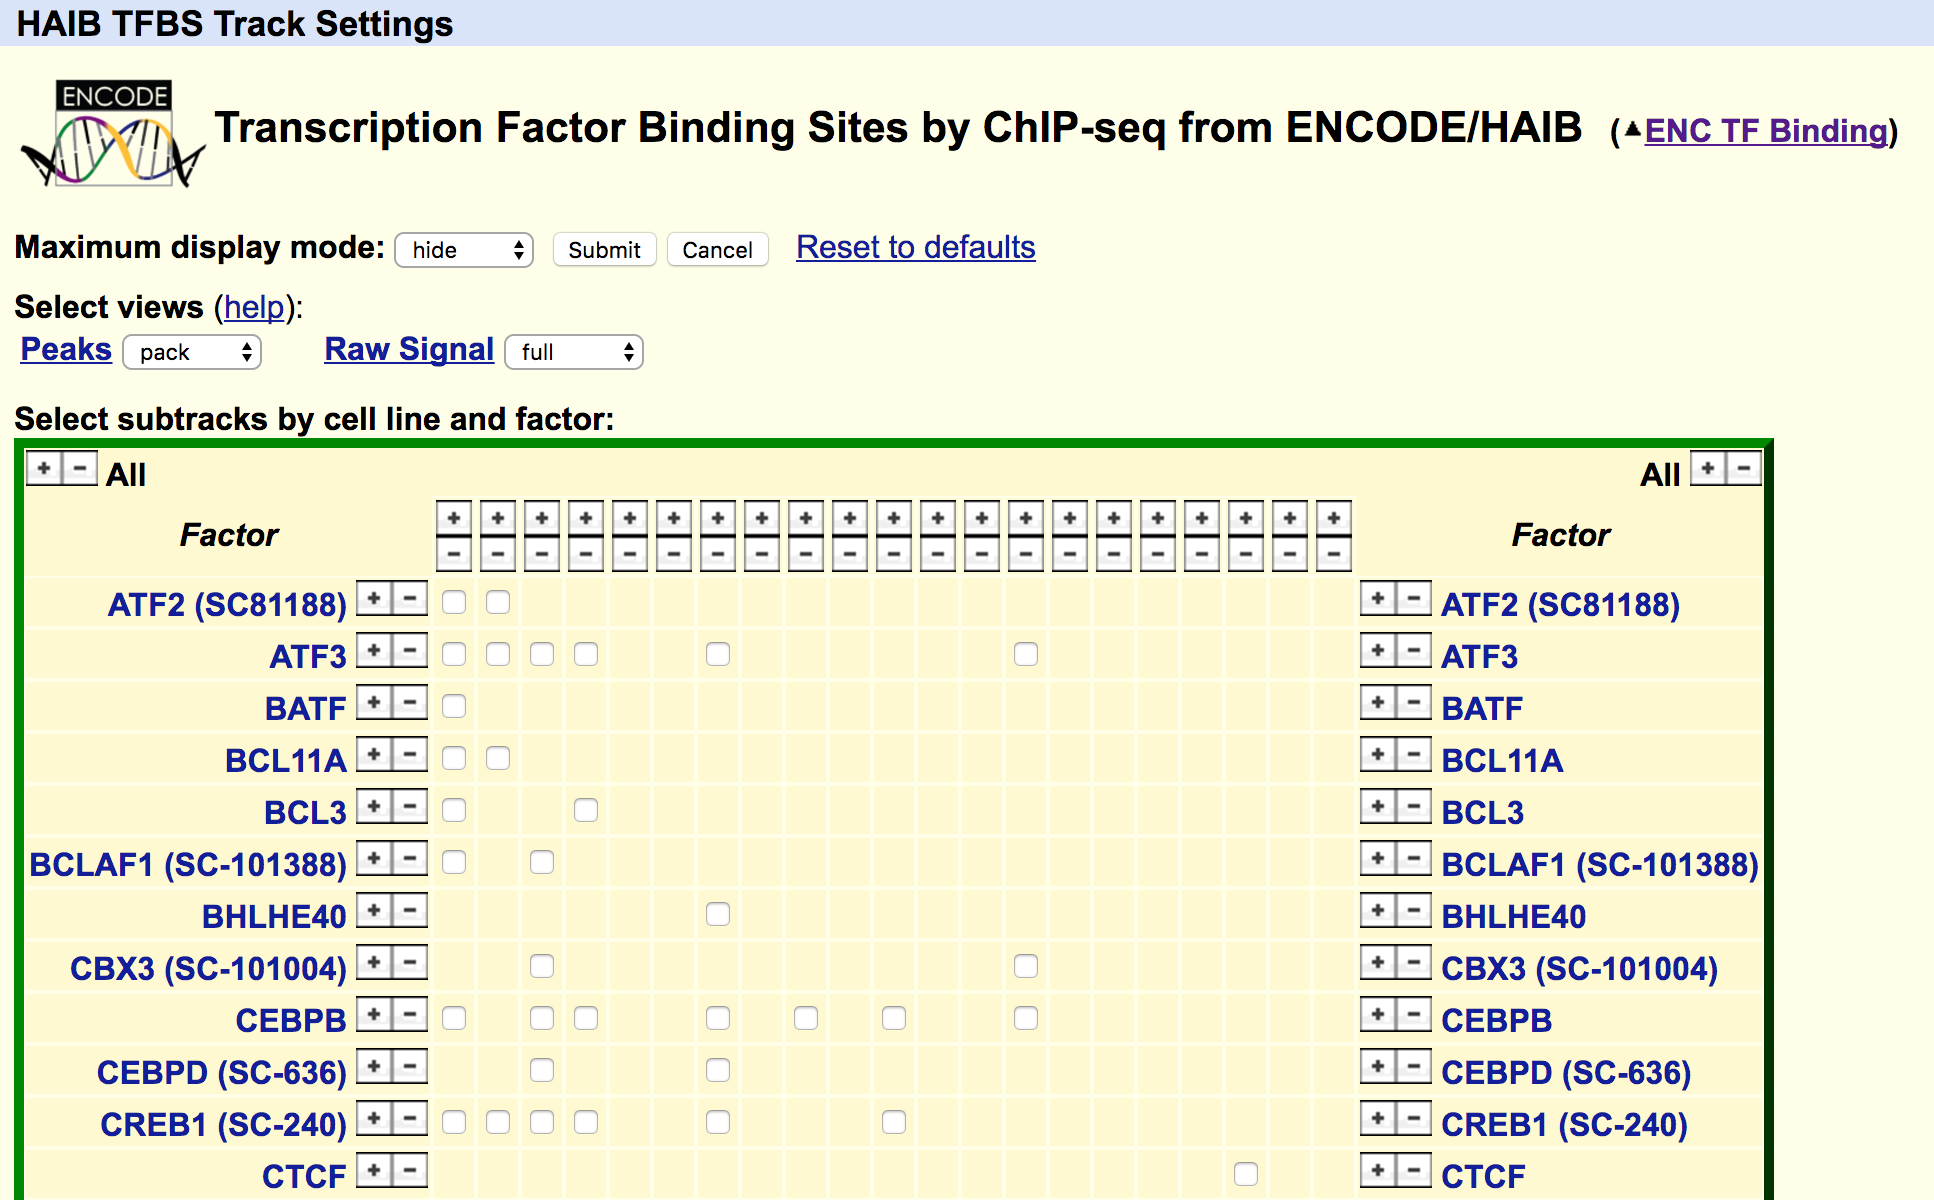 HAIB TFBS Track Settings
ENCODE
Transcription Factor Binding Sites by ChIP-seq from ENCODE/HAIB (▲ENC TF Binding)
Maximum display mode: hide Submit Cancel Reset to defaults
Select views (help):
Peaks pack Raw Signal full
Select subtracks by cell line and factor:
+ - All All + -
+ + + + + + + + + + + + + + + + + + + + +
Factor Factor
- - - - - - - - - - - - - - - - - - - - -
ATF2 (SC81188) + - + - ATF2 (SC81188)
ATF3 + - + - ATF3
BATF + - + - BATF
BCL11A + - + - BCL11A
BCL3 + - + - BCL3
BCLAF1 (SC-101388) + - + - BCLAF1 (SC-101388)
BHLHE40 + - + - BHLHE40
CBX3 (SC-101004) + - + - CBX3 (SC-101004)
CEBPB + - + - CEBPB
CEBPD (SC-636) + - + - CEBPD (SC-636)
CREB1 (SC-240) + - + - CREB1 (SC-240)
CTCF + - + - CTCF